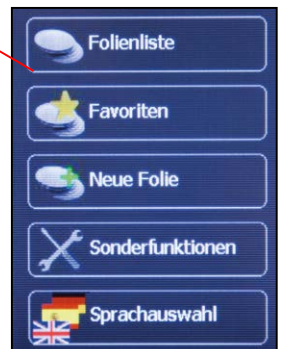 Folienliste
Favoriten
Neue Folie
Sonderfunktionen
Sprachauswahl